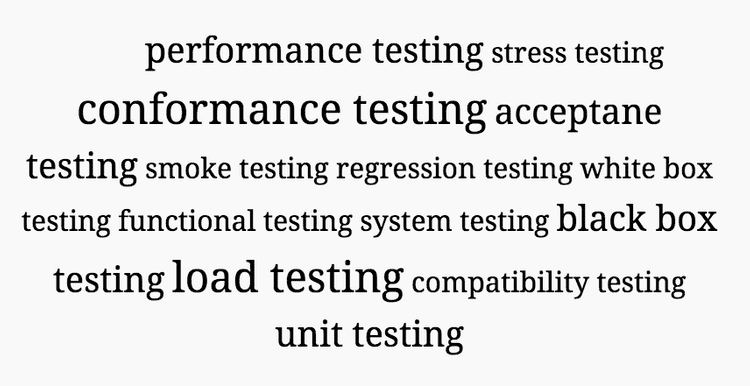 performance testing stress testing
conformance testing acceptane
testing smoke testing regression testing white box
testing functional testing system testing black box
testing load testing compatibility testing
unit testing